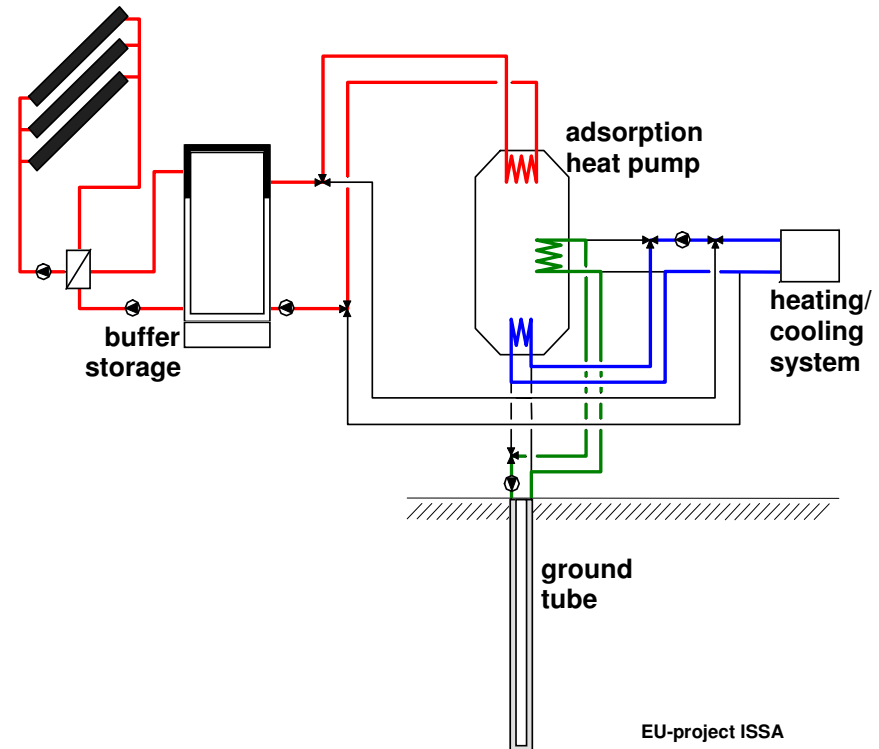 adsorption
heat pump
buffer
storage
heating/
cooling
system
ground
tube
EU-project ISSA